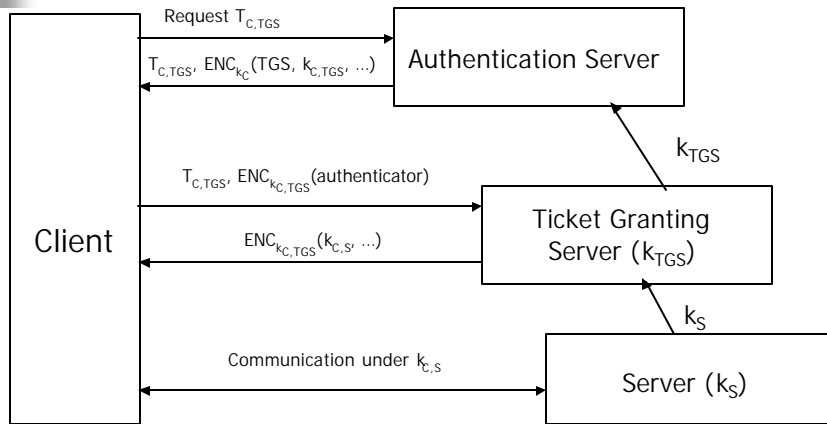 Request T_C,TGS
T_C,TGS, ENC_k_C(TGS, k_C,TGS, ...)
Authentication Server
k_TGS
T_C,TGS, ENC_k_C,TGS(authenticator)
Client
Ticket Granting
Server (k_TGS)
ENC_k_C,TGS(k_C,S, ...)
k_S
Communication under k_C,S
Server (k_S)